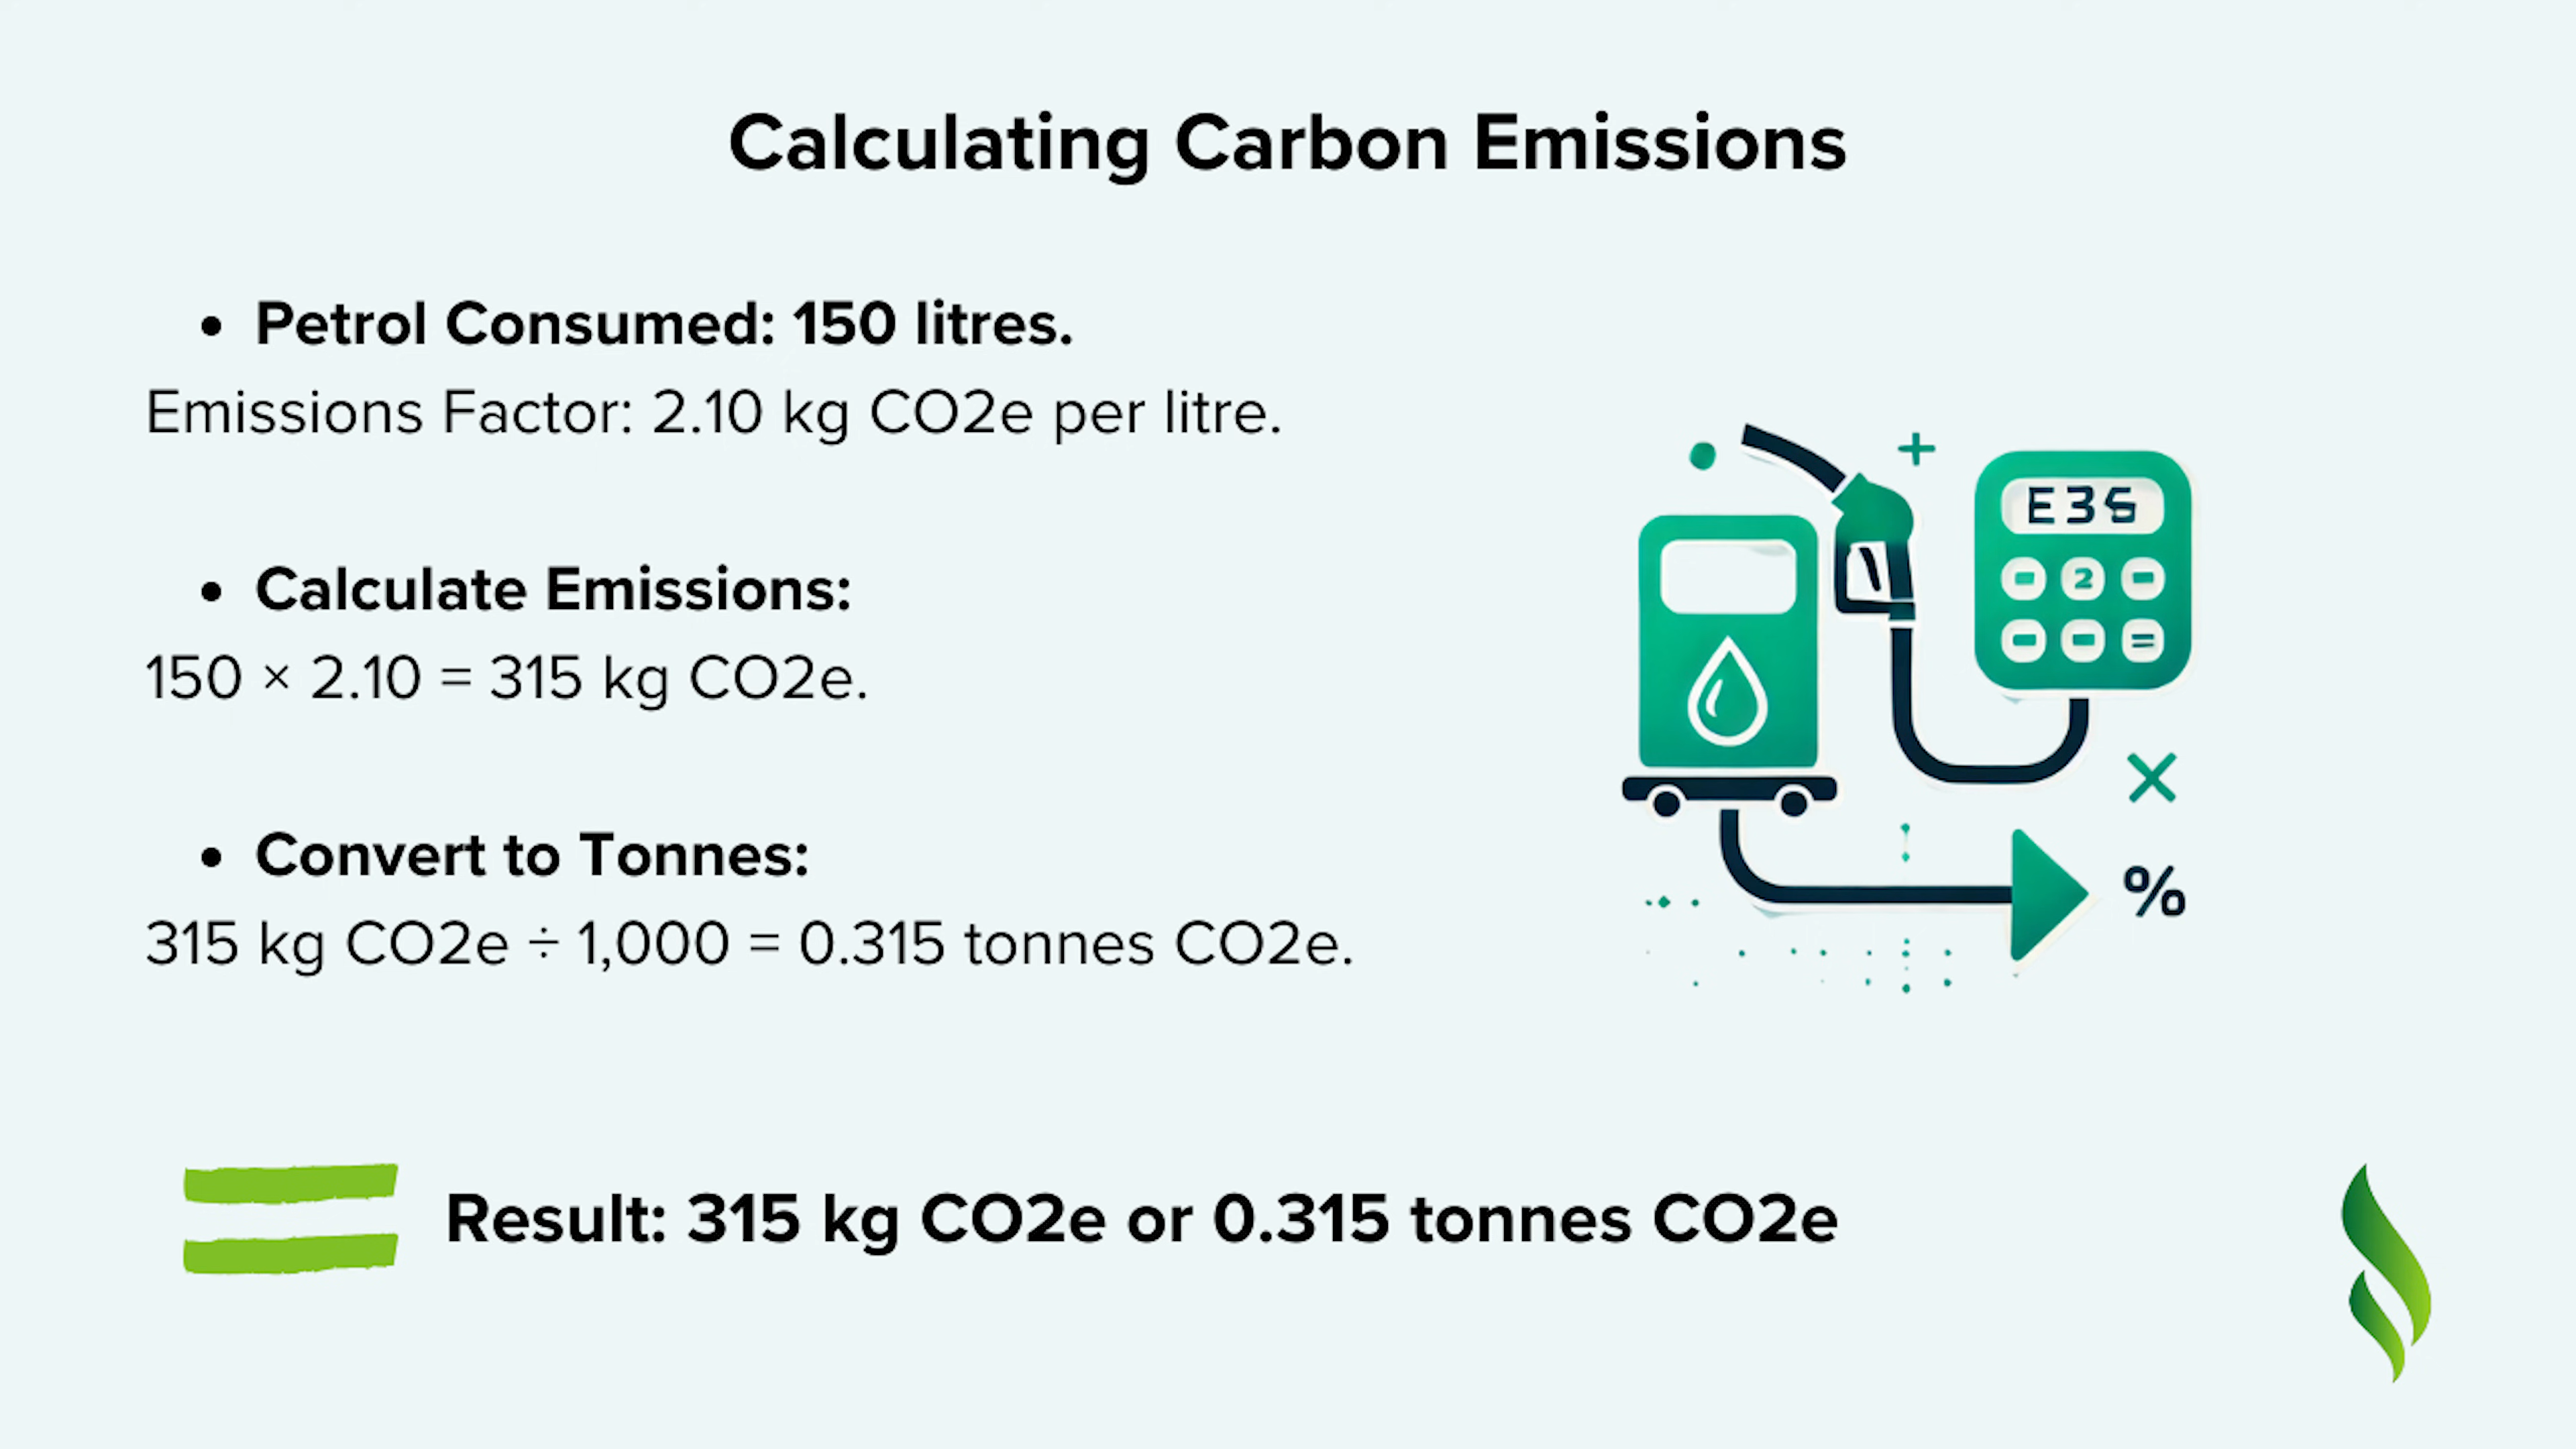 Calculating Carbon Emissions
• Petrol Consumed: 150 litres.
Emissions Factor: 2.10 kg CO2e per litre.
• Calculate Emissions:
150 × 2.10 = 315 kg CO2e.
• Convert to Tonnes:
315 kg CO2e ÷ 1,000 = 0.315 tonnes CO2e.
+
2
=
×
%
Result: 315 kg CO2e or 0.315 tonnes CO2e